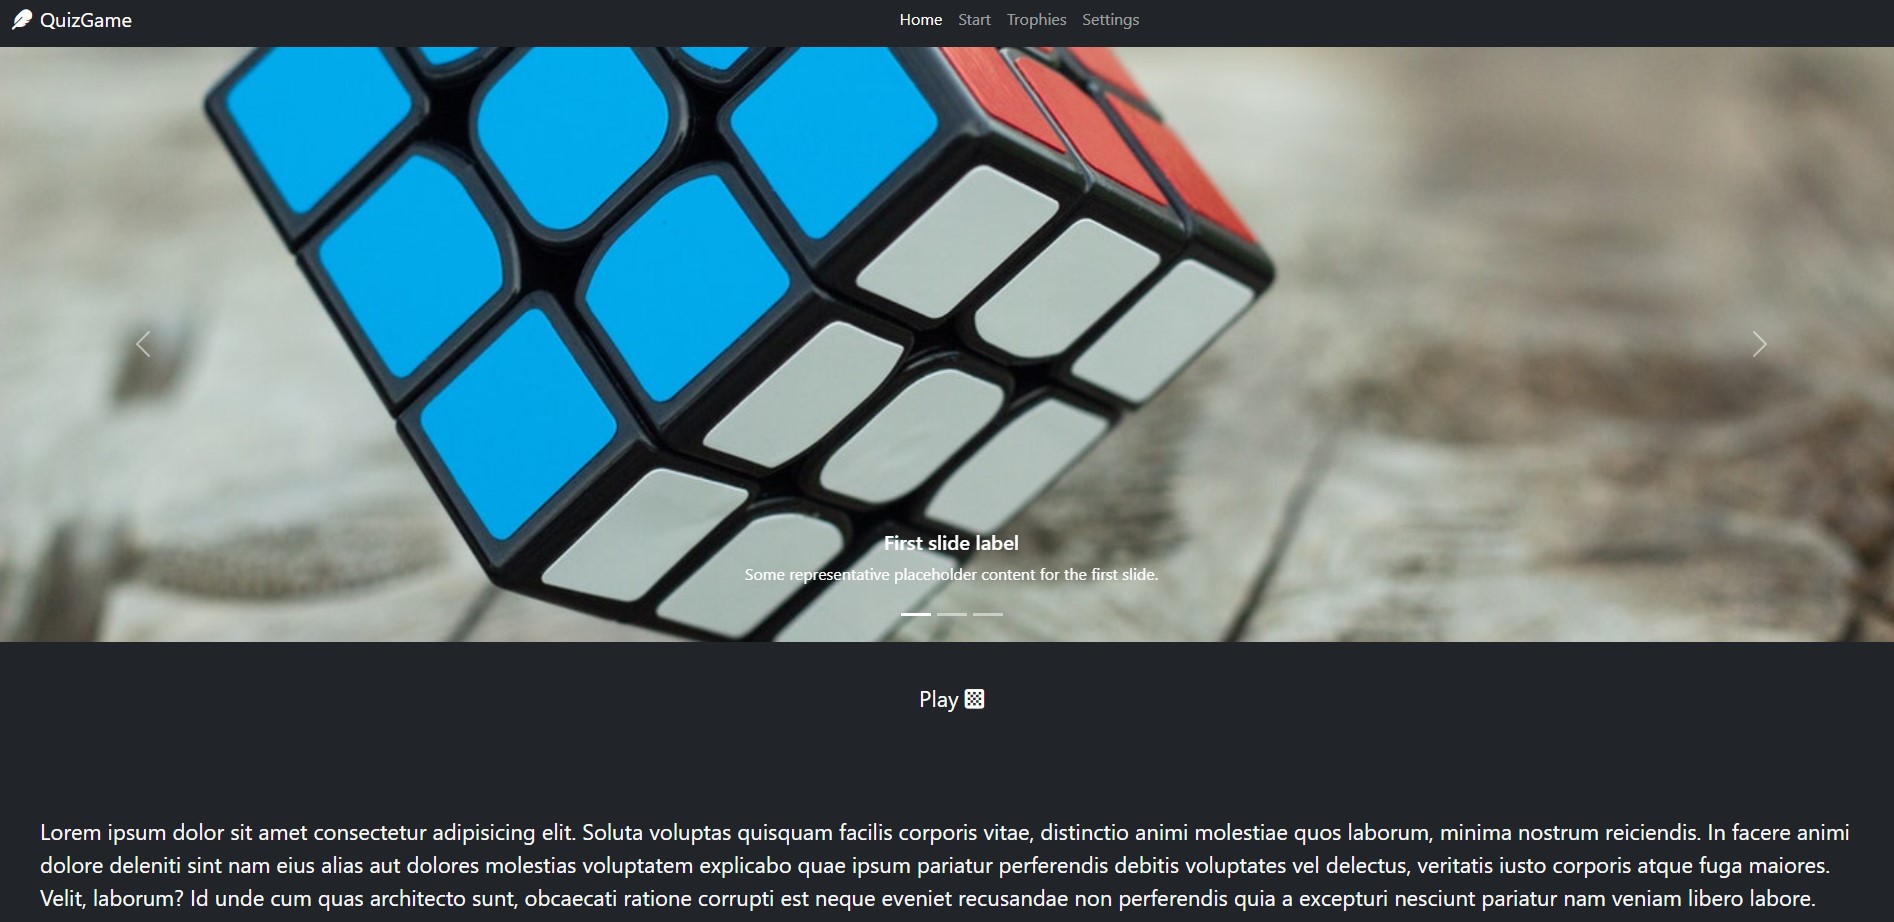 QuizGame
Home Start Trophies Settings
First slide label
Some representative placeholder content for the first slide.
Play
Lorem ipsum dolor sit amet consectetur adipisicing elit. Soluta voluptas quisquam facilis corporis vitae, distinctio animi molestiae quos laborum, minima nostrum reiciendis. In facere animi
dolore deleniti sint nam eius alias aut dolores molestias voluptatem explicabo quae ipsum pariatur perferendis debitis voluptates vel delectus, veritatis iusto corporis atque fuga maiores.
Velit, laborum? Id unde cum quas architecto sunt, obcaecati ratione corrupti est neque eveniet recusandae non perferendis quia a excepturi nesciunt pariatur nam veniam libero labore.